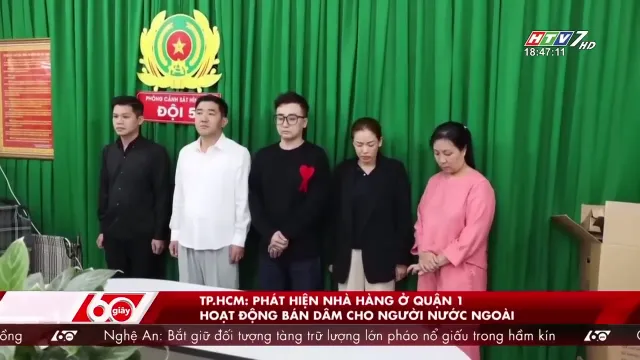 HTV7 HD
18:47:11
PHÒNG CẢNH SÁT HÌNH
ĐỘI 5
60
giây
TP.HCM: PHÁT HIỆN NHÀ HÀNG Ở QUẬN 1
HOẠT ĐỘNG BÁN DÂM CHO NGƯỜI NƯỚC NGOÀI
ồng Nghệ An: Bắt giữ đối tượng tàng trữ lượng lớn pháo nổ giấu trong hầm kín